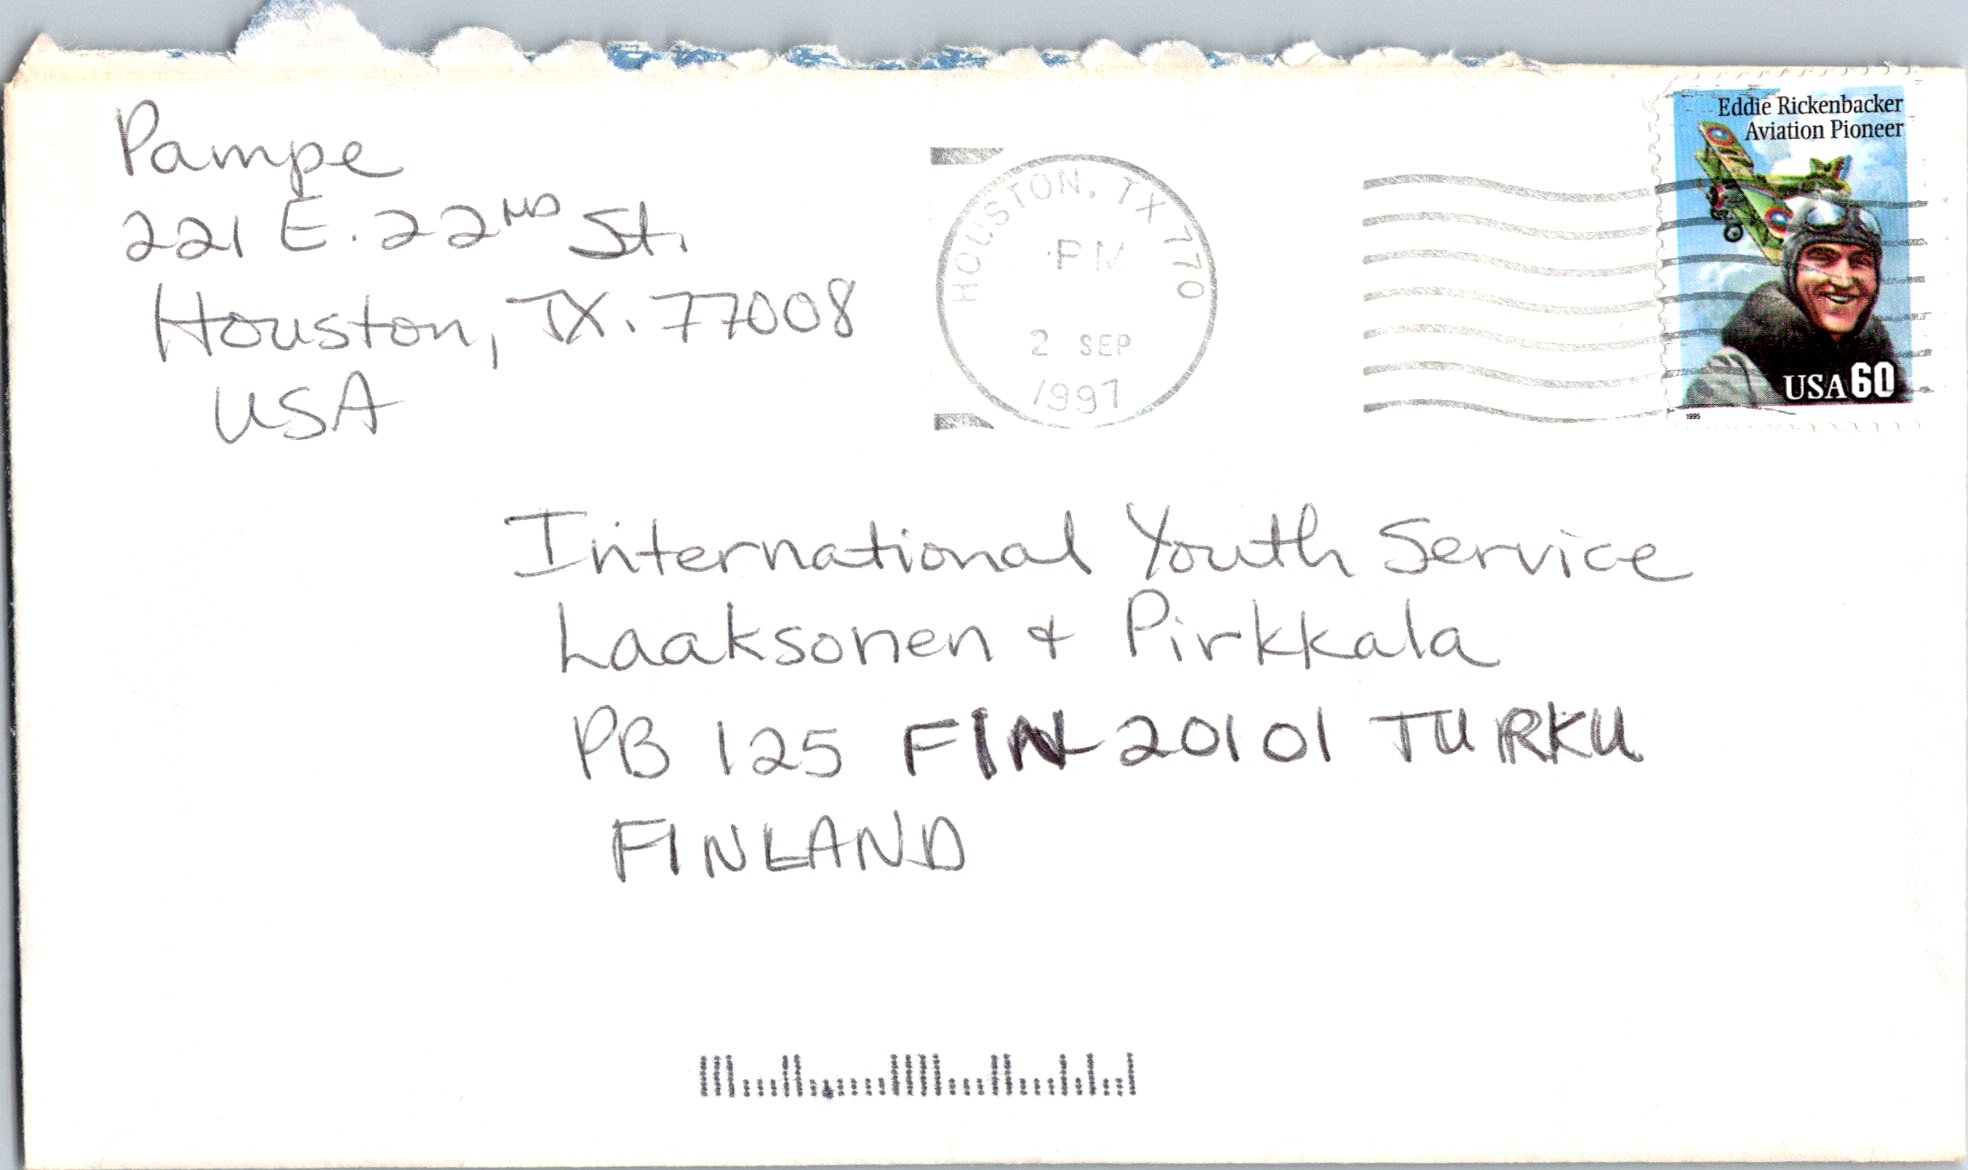 Pampe
221 E. 22ND St.
Houston, TX. 77008
USA
HOUSTON, TX 770
PM
2 SEP
1997
Eddie Rickenbacker
Aviation Pioneer
USA 60
1995
International Youth Service
Laaksonen & Pirkkala
PB 125 FIN-20101 TURKU
FINLAND